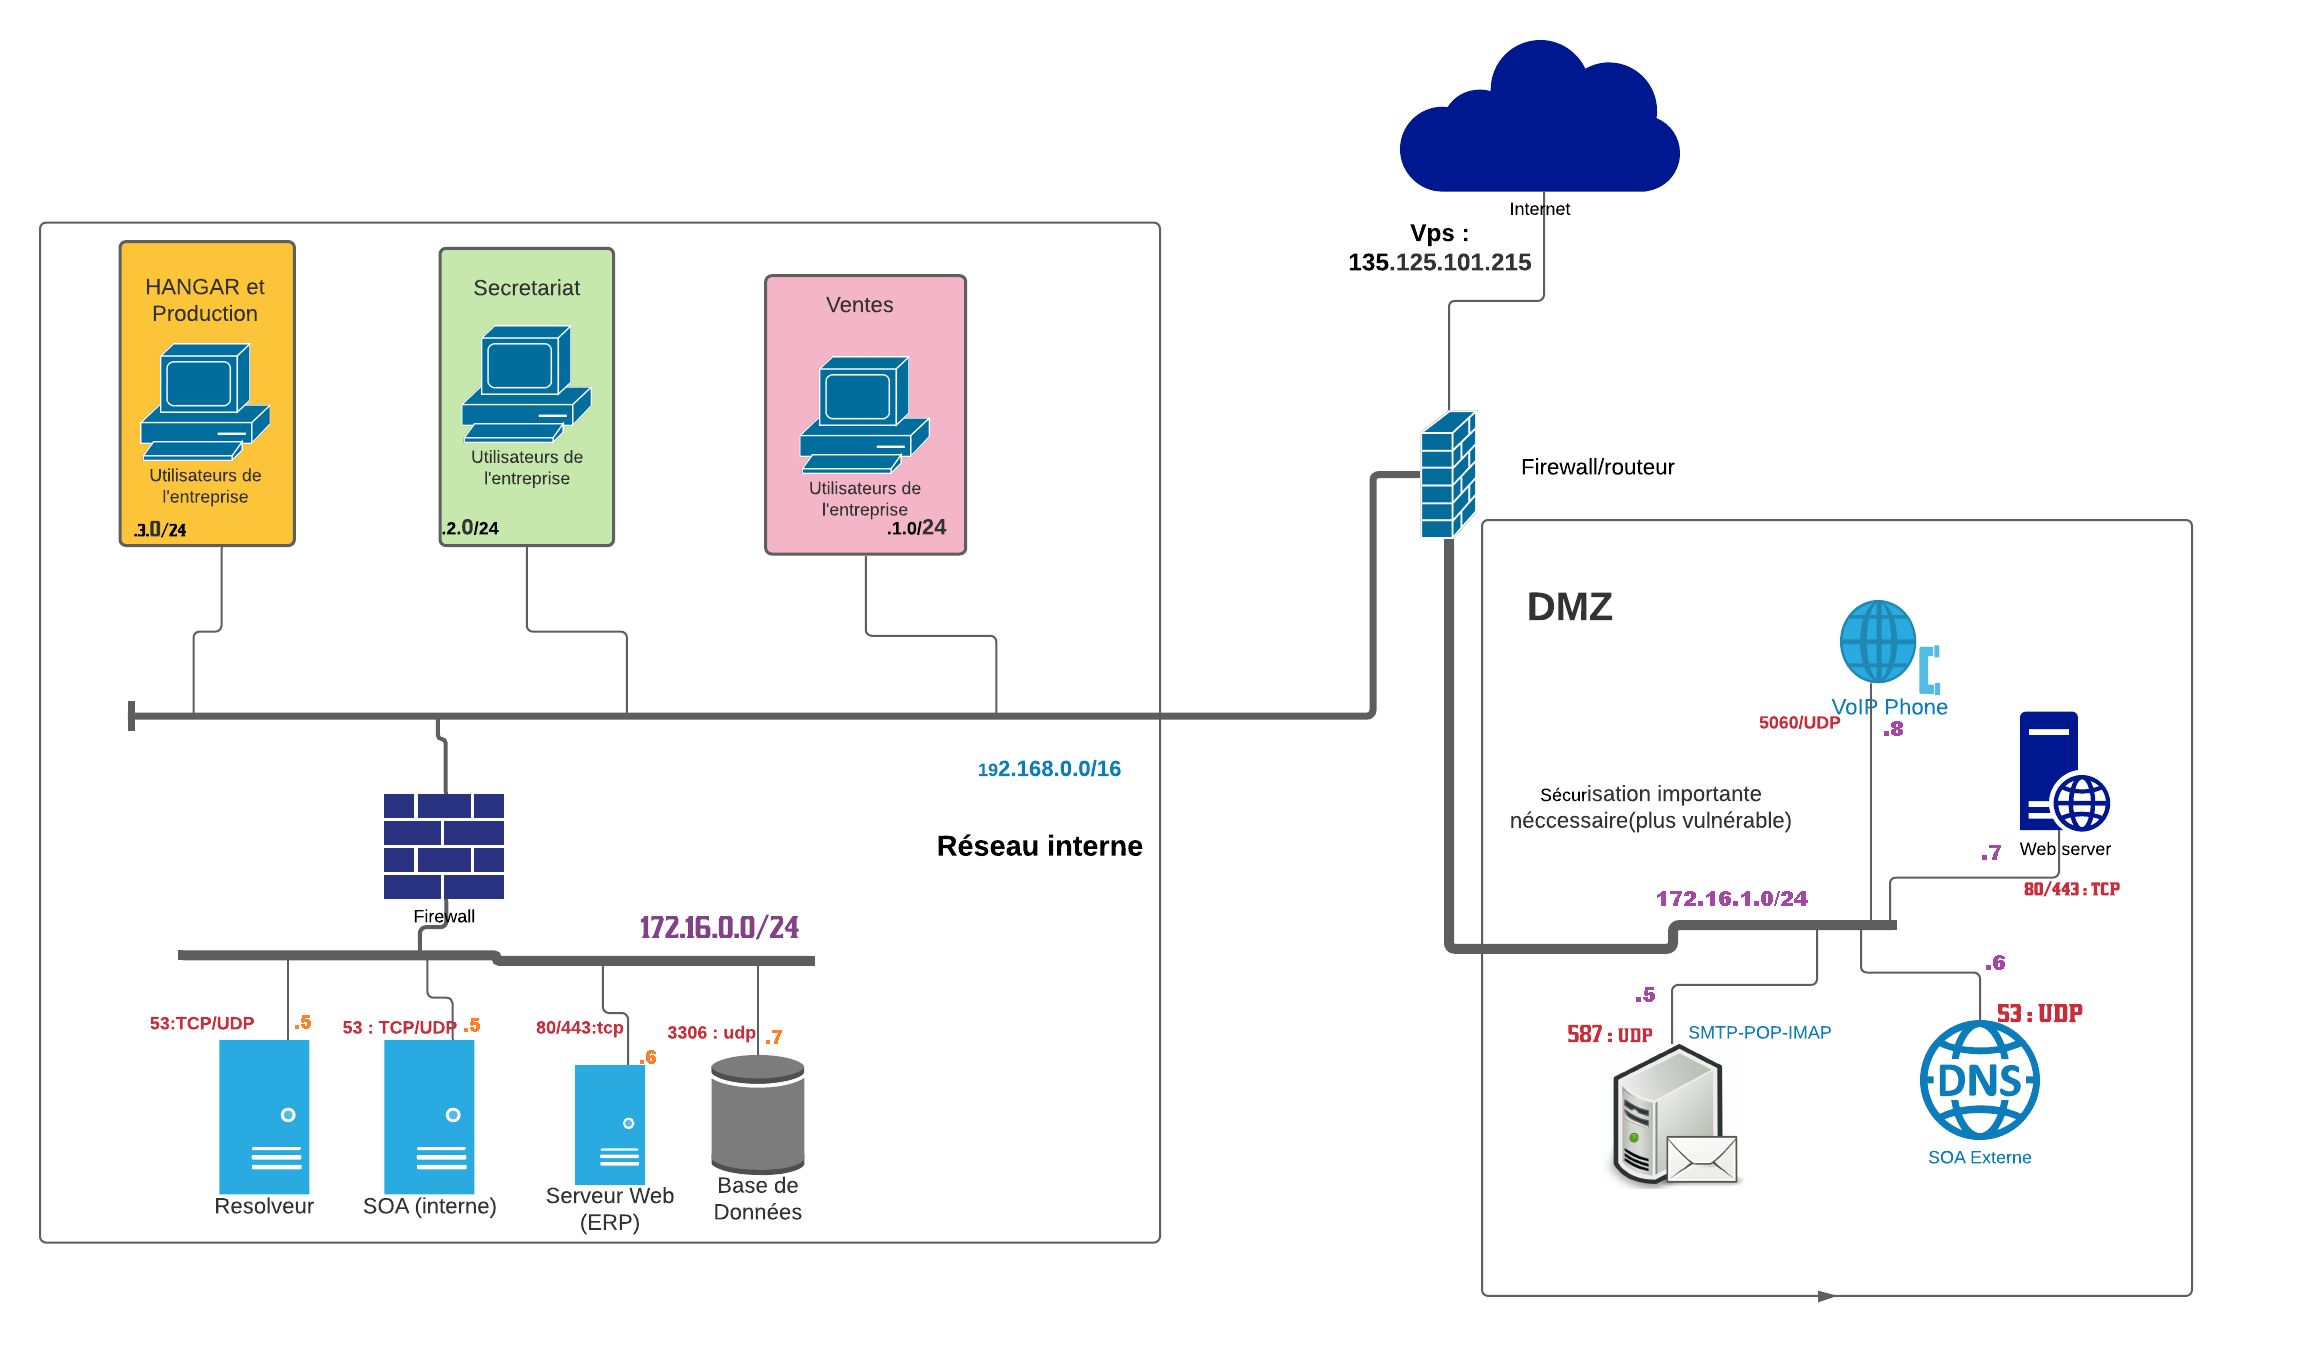 Internet
Vps :
135.125.101.215
HANGAR et
Production
Utilisateurs de
l'entreprise
.3.0/24
Secretariat
Utilisateurs de
l'entreprise
.2.0/24
Ventes
Utilisateurs de
l'entreprise
.1.0/24
Firewall/routeur
192.168.0.0/16
Réseau interne
Firewall
172.16.0.0/24
53:TCP/UDP
.5
Resolveur
53 : TCP/UDP
.5
SOA (interne)
80/443:tcp
.6
Serveur Web
(ERP)
3306 : udp
.7
Base de
Données
DMZ
VoIP Phone
5060/UDP
.8
Sécurisation importante
néccessaire(plus vulnérable)
.7
Web server
80/443 : TCP
172.16.1.0/24
.6
53 : UDP
DNS
SOA Externe
.5
587 : UDP
SMTP-POP-IMAP